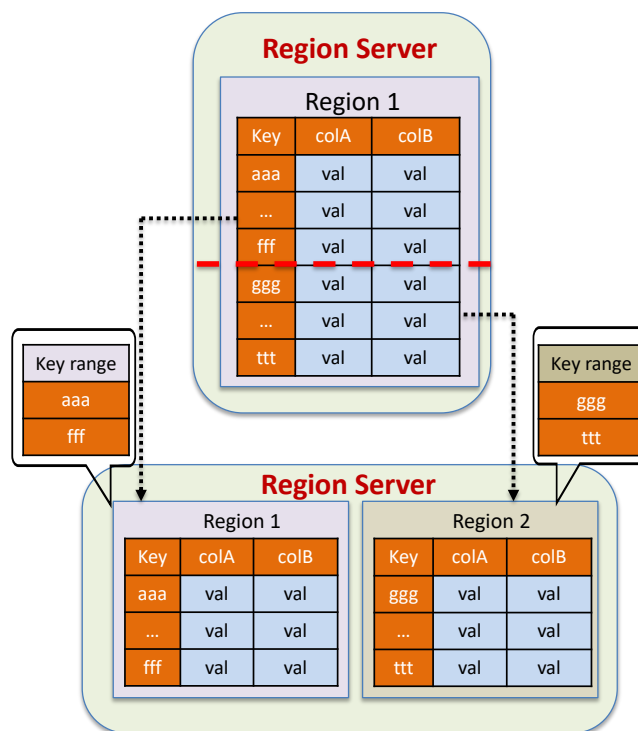 Region Server
Region 1
Key colA colB
aaa val val
... val val
fff val val
ggg val val
... val val
ttt val val
Key range
aaa
fff
Key range
ggg
ttt
Region Server
Region 1
Key colA colB
aaa val val
... val val
fff val val
Region 2
Key colA colB
ggg val val
... val val
ttt val val